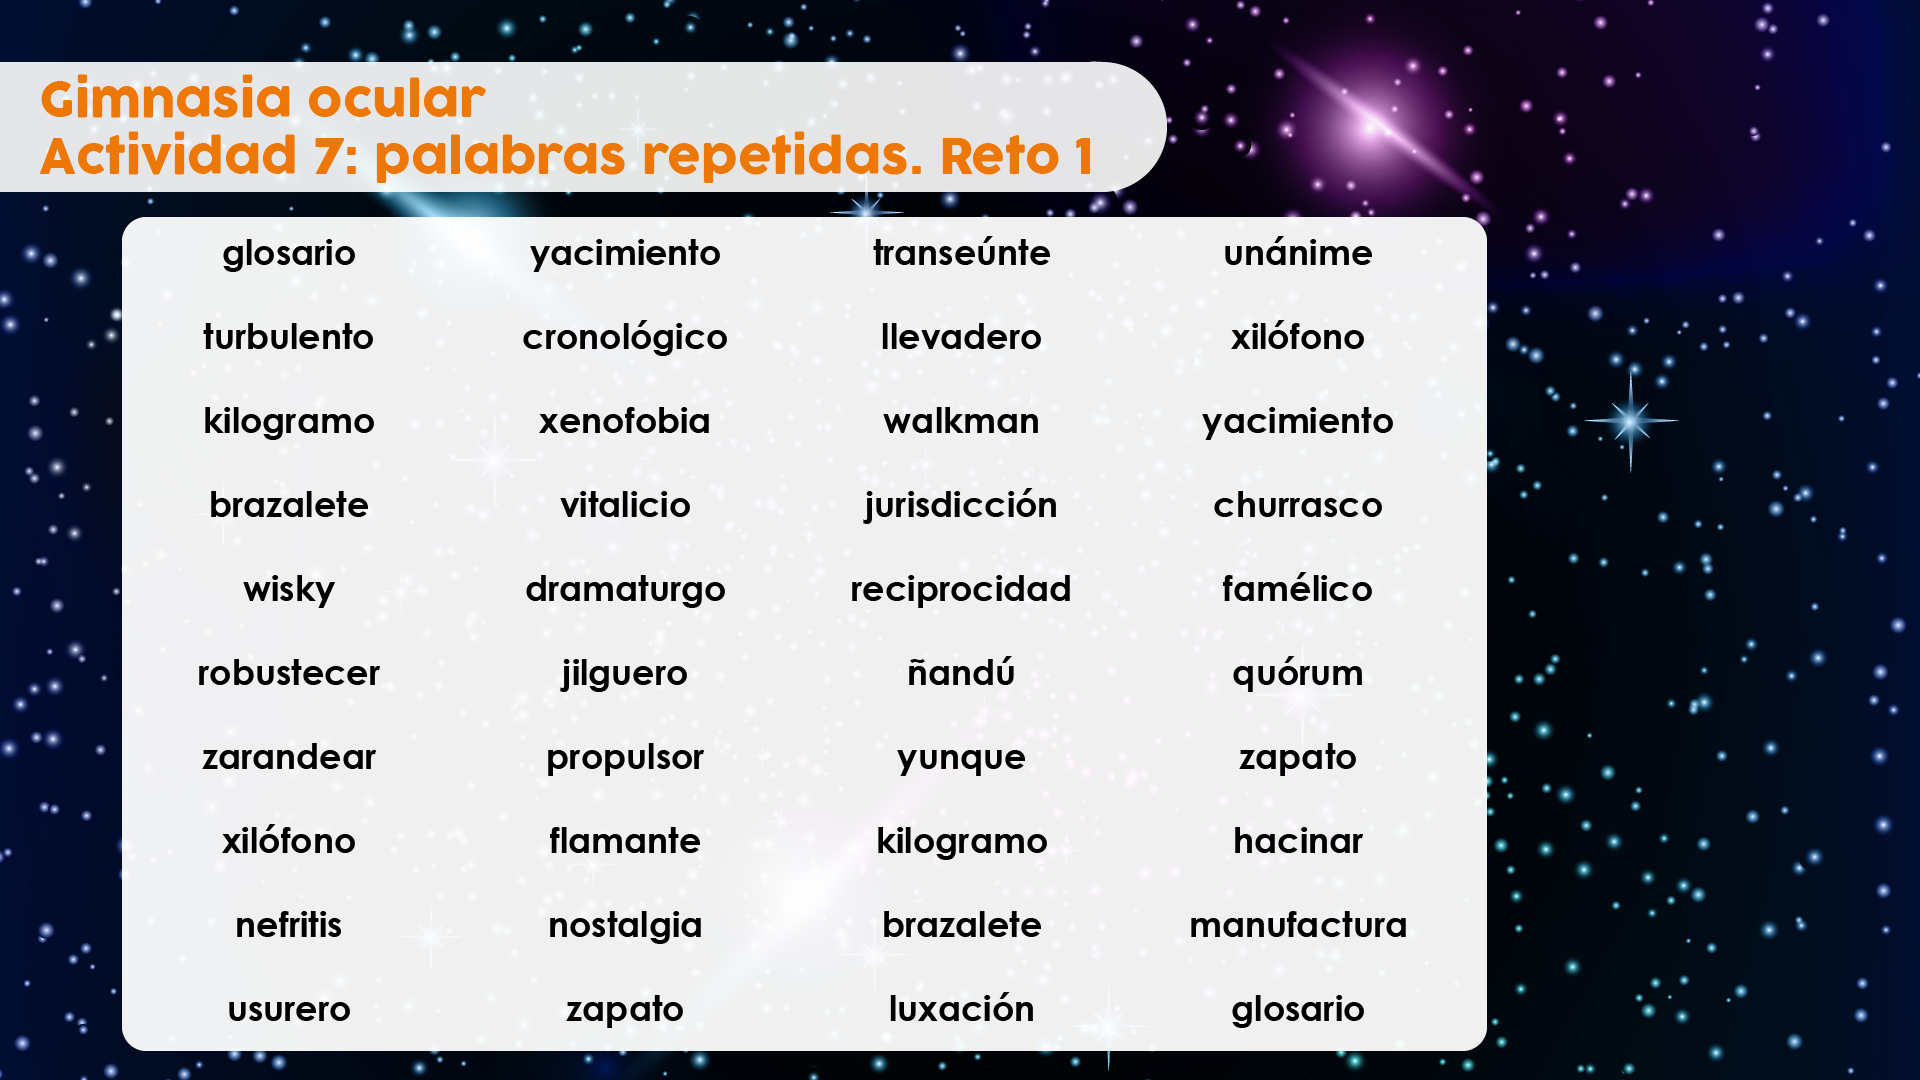 Gimnasia ocular
Actividad 7: palabras repetidas. Reto 1
glosario yacimiento transeúnte unánime
turbulento cronológico llevadero xilófono
kilogramo xenofobia walkman yacimiento
brazalete vitalicio jurisdicción churrasco
wisky dramaturgo reciprocidad famélico
robustecer jilguero ñandú quórum
zarandear propulsor yunque zapato
xilófono flamante kilogramo hacinar
nefritis nostalgia brazalete manufactura
usurero zapato luxación glosario